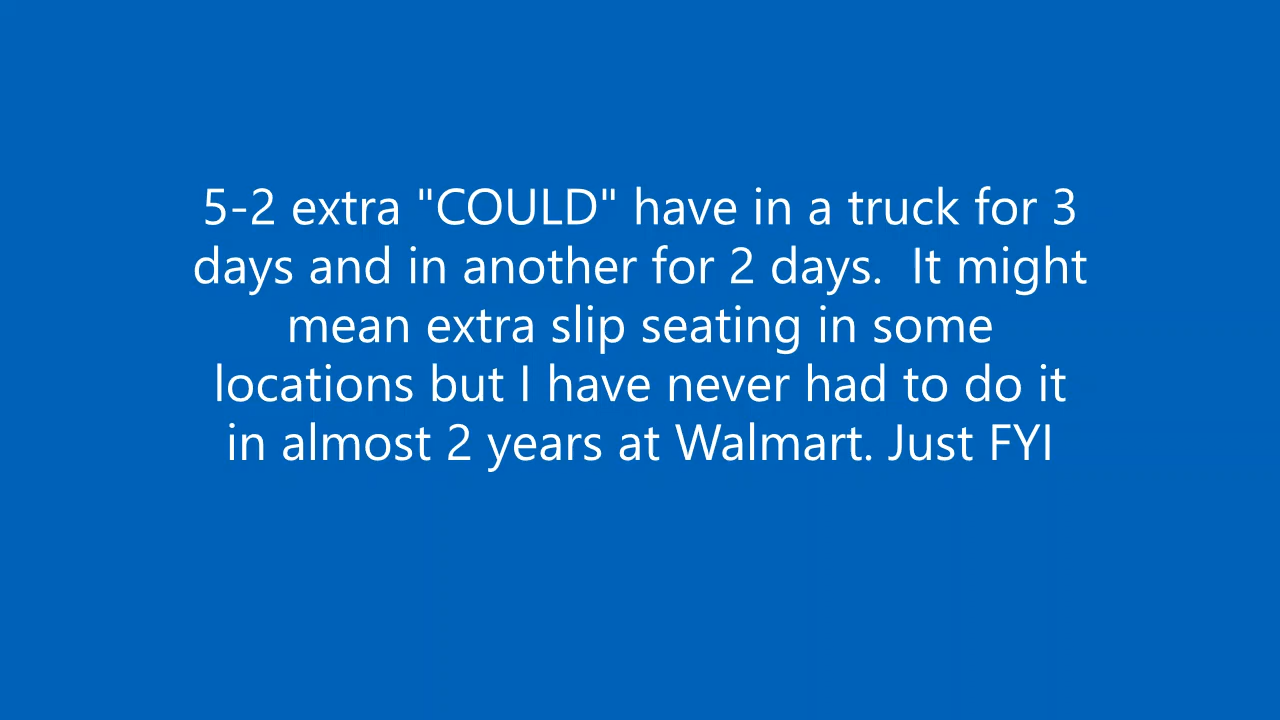 5-2 extra "COULD" have in a truck for 3
days and in another for 2 days.  It might
mean extra slip seating in some
locations but I have never had to do it
in almost 2 years at Walmart. Just FYI